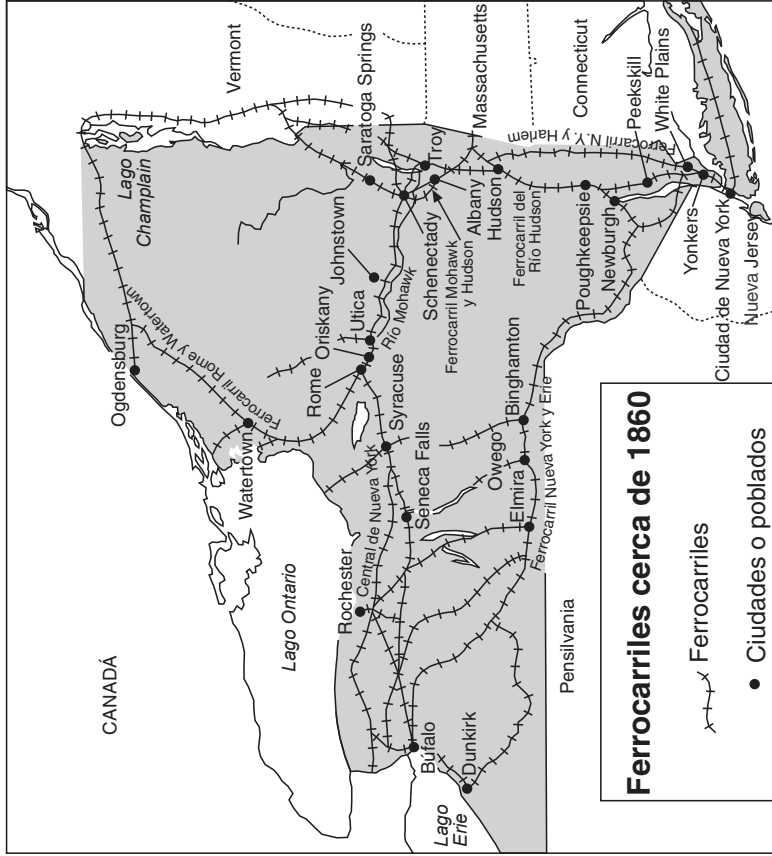 CANADÁ
Vermont
Lago
Champlain
Ogdensburg
Ferrocarril Rome y Watertown
Watertown
Lago Ontario
Saratoga Springs
Johnstown
Oriskany
Utica
Rome
Río Mohawk
Schenectady
Ferrocarril Mohawk
y Hudson
Troy
Albany
Massachusetts
Hudson
Rochester
Central de Nueva York
Syracuse
Seneca Falls
Búfalo
Dunkirk
Lago
Erie
Owego
Elmira
Binghamton
Ferrocarril Nueva York y Erie
Ferrocarril del
Río Hudson
Ferrocarril N.Y. y Harlem
Connecticut
Poughkeepsie
Newburgh
Peekskill
White Plains
Yonkers
Ciudad de Nueva York
Nueva Jersey
Pensilvania
Ferrocarriles cerca de 1860
Ferrocarriles
Ciudades o poblados